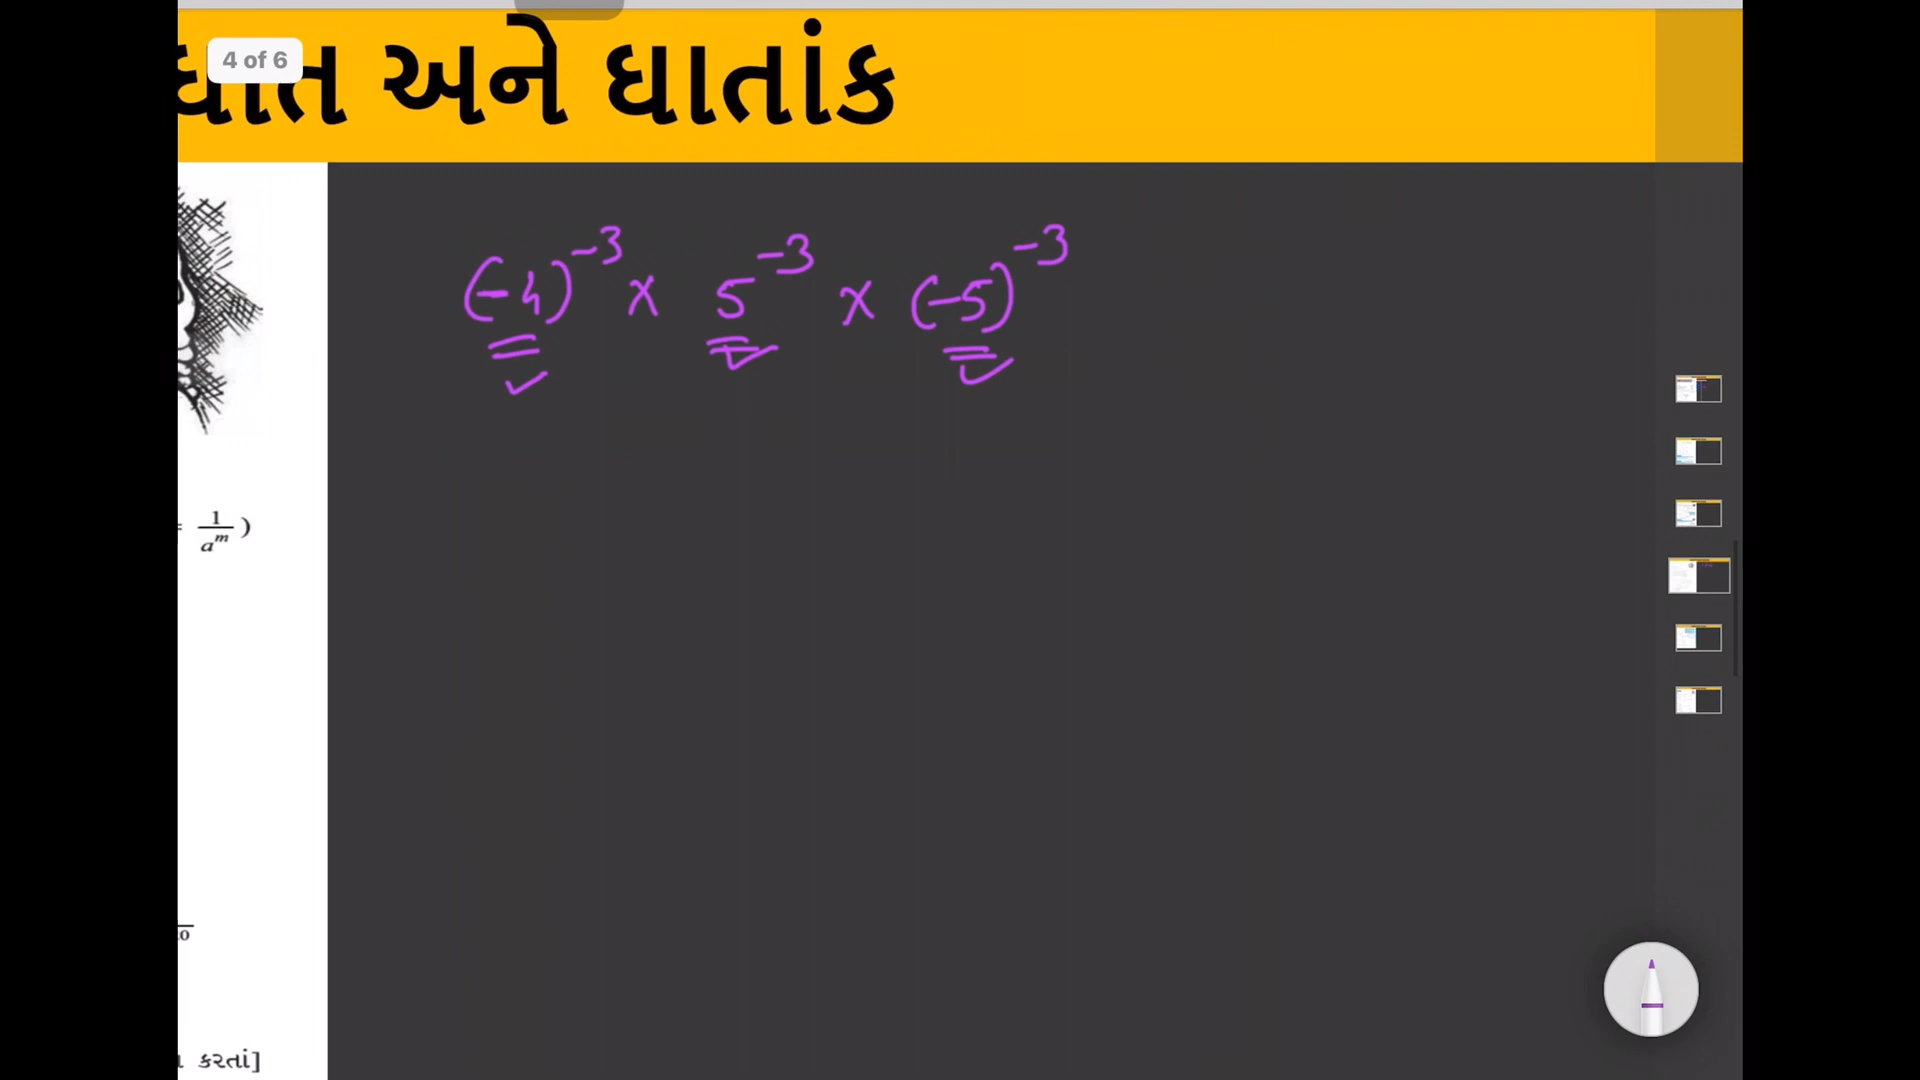 ઘાત અને ઘાતાંક
4 of 6
(-4)^-3 x 5^-3 x (-5)^-3
= 1/a^m )
કરતાં]